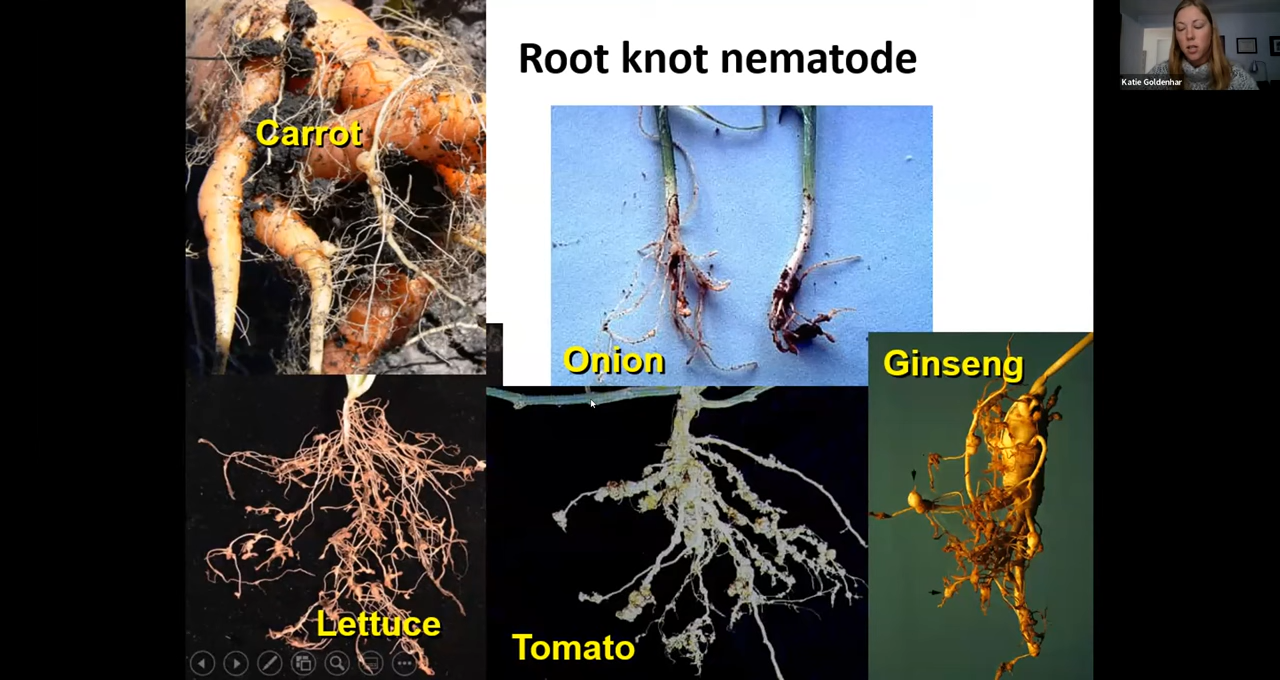 Root knot nematode
Katie Goldenhar
Carrot
Onion
Ginseng
Lettuce
Tomato